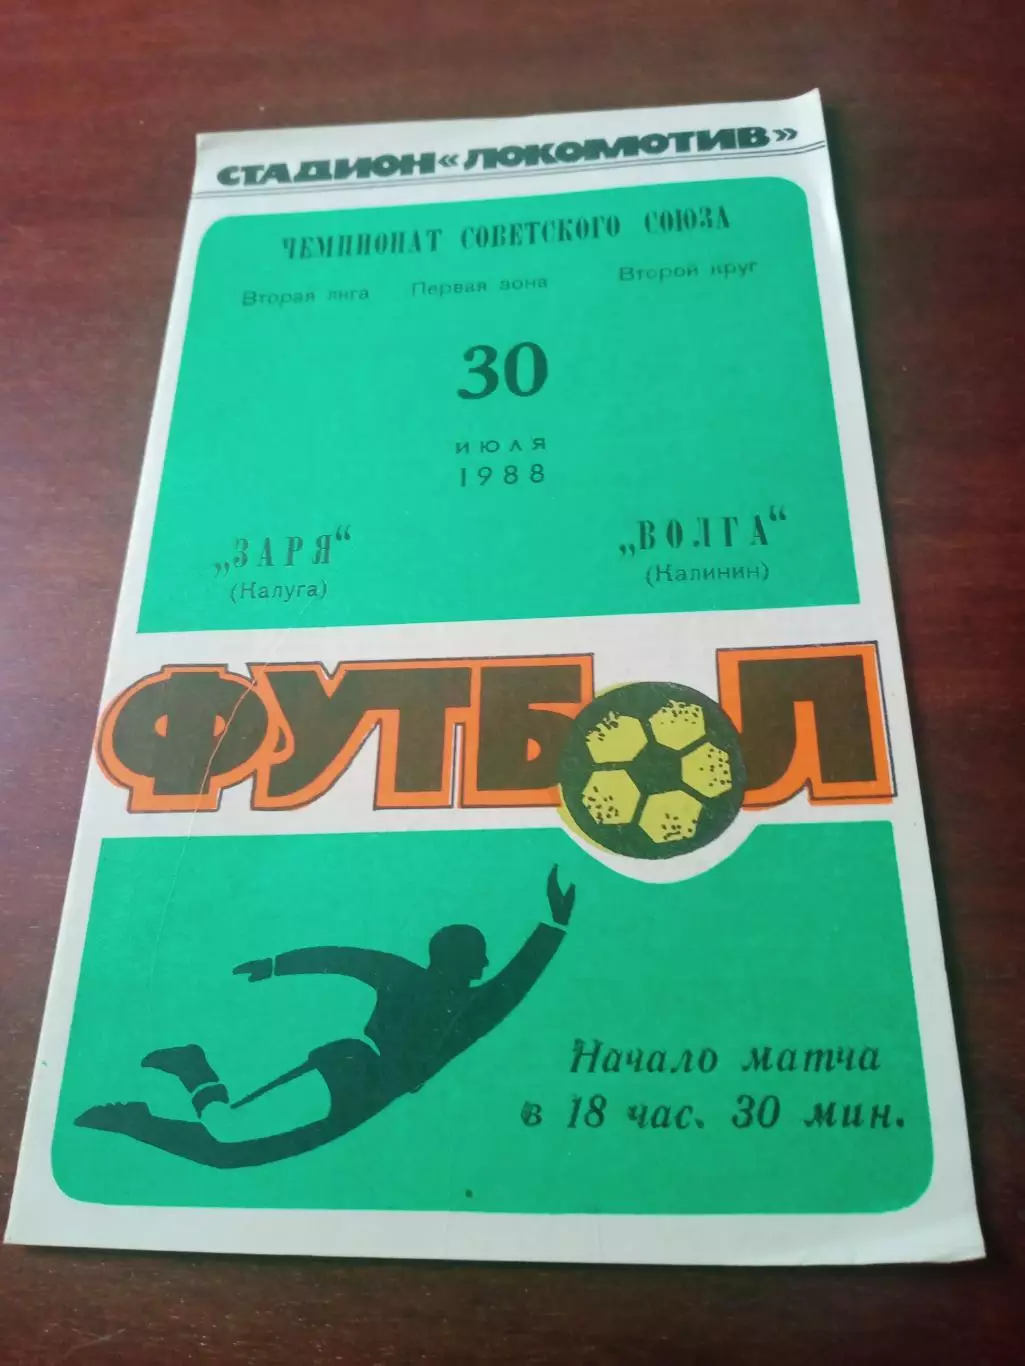 СТАДИОН «ЛОКОМОТИВ»
ЧЕМПИОНАТ СОВЕТСКОГО СОЮЗА
Вторая лига Первая зона Второй круг
30
ИЮЛЯ
1988
„ЗАРЯ“ „ВОЛГА“
(Калуга) (Калинин)
ФУТБОЛ
Начало матча
в 18 час. 30 мин.